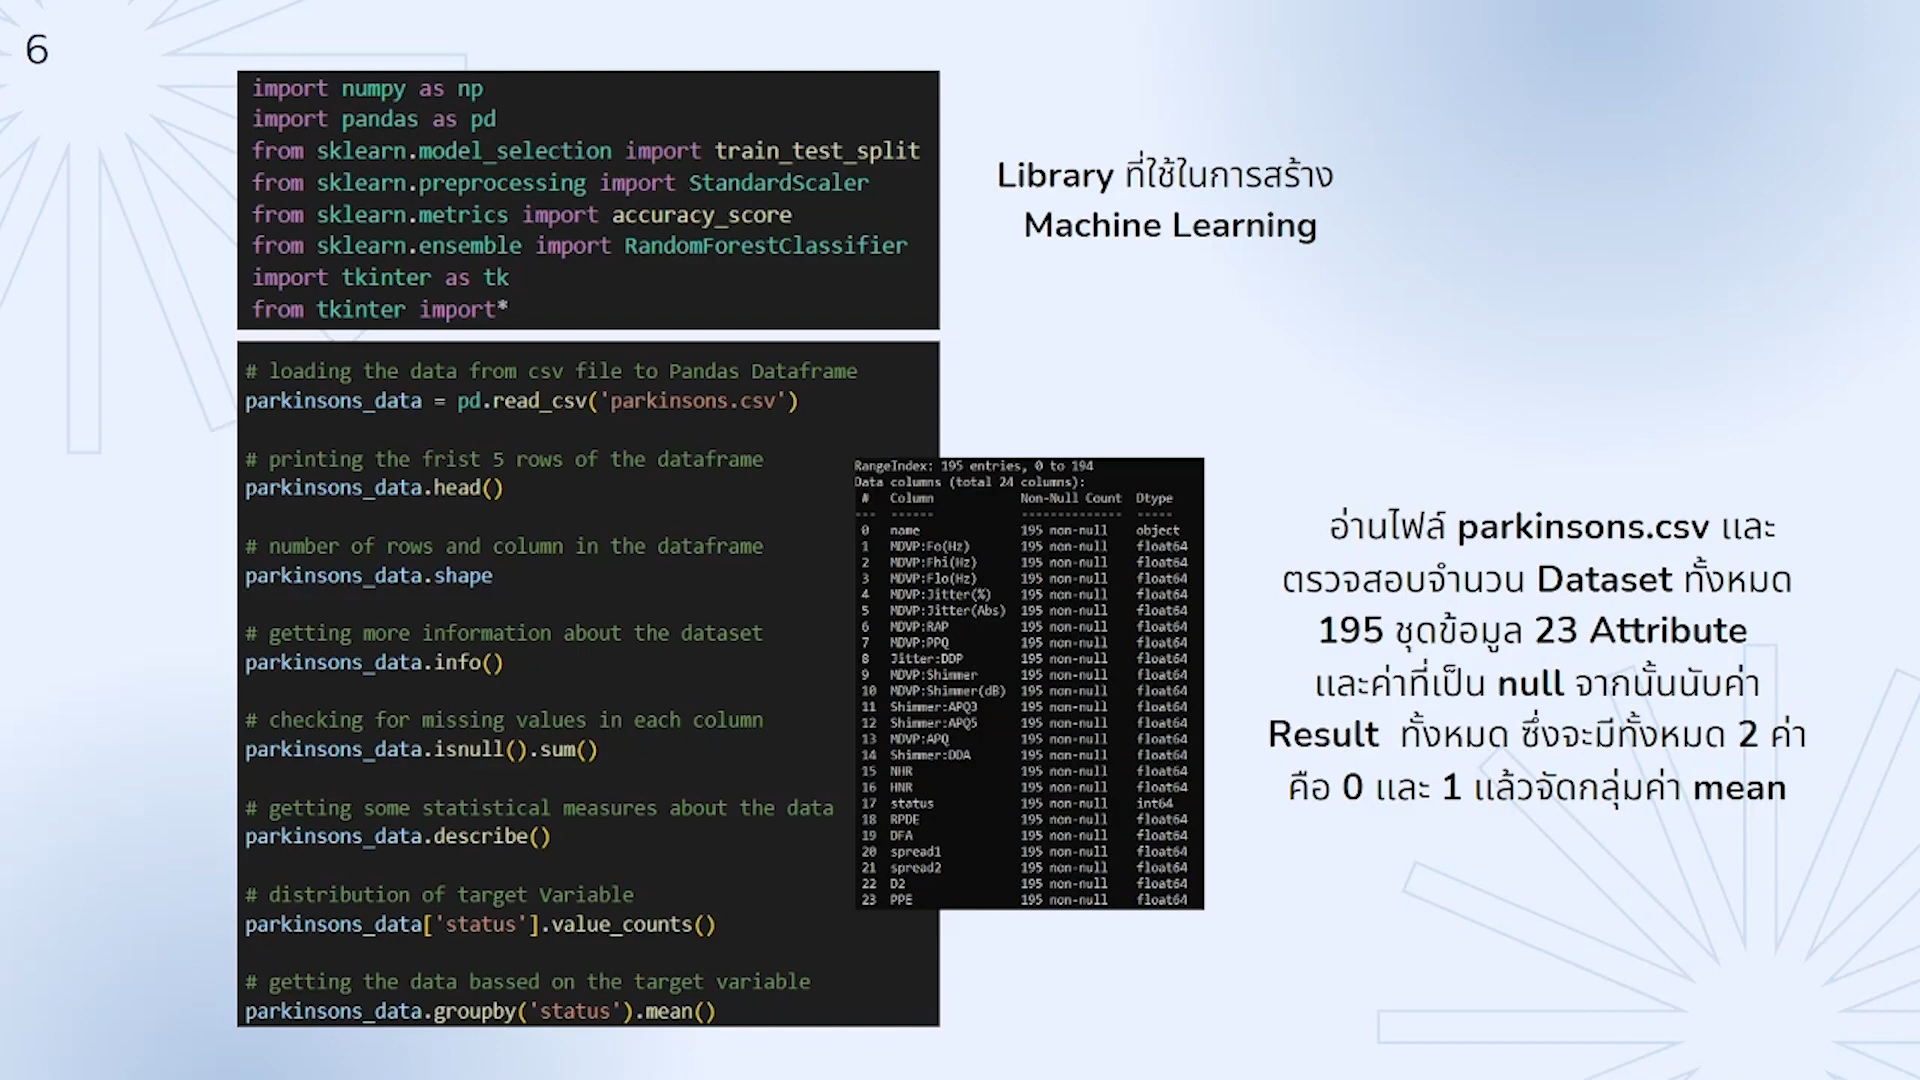 6
import numpy as np
import pandas as pd
from sklearn.model_selection import train_test_split
from sklearn.preprocessing import StandardScaler
from sklearn.metrics import accuracy_score
from sklearn.ensemble import RandomForestClassifier
import tkinter as tk
from tkinter import*
Library ที่ใช้ในการสร้าง
Machine Learning
# loading the data from csv file to Pandas Dataframe
parkinsons_data = pd.read_csv('parkinsons.csv')
# printing the frist 5 rows of the dataframe
parkinsons_data.head()
# number of rows and column in the dataframe
parkinsons_data.shape
# getting more information about the dataset
parkinsons_data.info()
# checking for missing values in each column
parkinsons_data.isnull().sum()
# getting some statistical measures about the data
parkinsons_data.describe()
# distribution of target Variable
parkinsons_data['status'].value_counts()
# getting the data bassed on the target variable
parkinsons_data.groupby('status').mean()
RangeIndex: 195 entries, 0 to 194
Data columns (total 24 columns):
# Column Non-Null Count Dtype
--- ------ -------------- -----
0 name 195 non-null object
1 MDVP:Fo(Hz) 195 non-null float64
2 MDVP:Fhi(Hz) 195 non-null float64
3 MDVP:Flo(Hz) 195 non-null float64
4 MDVP:Jitter(%) 195 non-null float64
5 MDVP:Jitter(Abs) 195 non-null float64
6 MDVP:RAP 195 non-null float64
7 MDVP:PPQ 195 non-null float64
8 Jitter:DDP 195 non-null float64
9 MDVP:Shimmer 195 non-null float64
10 MDVP:Shimmer(dB) 195 non-null float64
11 Shimmer:APQ3 195 non-null float64
12 Shimmer:APQ5 195 non-null float64
13 MDVP:APQ 195 non-null float64
14 Shimmer:DDA 195 non-null float64
15 NHR 195 non-null float64
16 HNR 195 non-null float64
17 status 195 non-null int64
18 RPDE 195 non-null float64
19 DFA 195 non-null float64
20 spread1 195 non-null float64
21 spread2 195 non-null float64
22 D2 195 non-null float64
23 PPE 195 non-null float64
อ่านไฟล์ parkinsons.csv และ
ตรวจสอบจำนวน Dataset ทั้งหมด
195 ชุดข้อมูล 23 Attribute
และค่าที่เป็น null จากนั้นนับค่า
Result ทั้งหมด ซึ่งจะมีทั้งหมด 2 ค่า
คือ 0 และ 1 แล้วจัดกลุ่มค่า mean